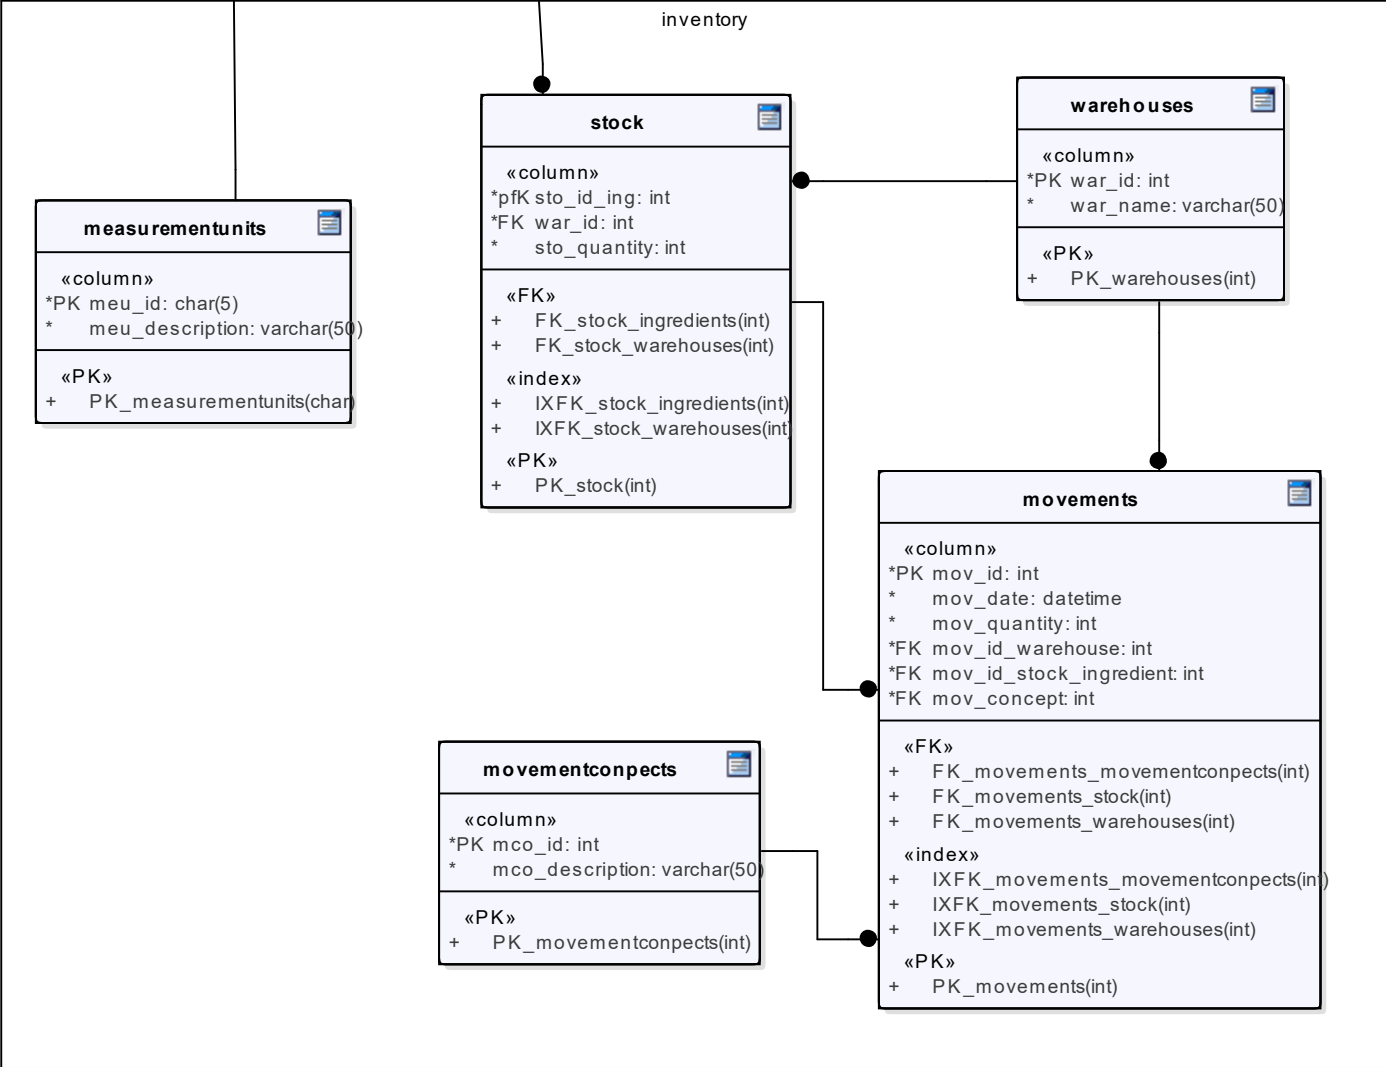 inventory
stock
«column»
*pfK sto_id_ing: int
*FK war_id: int
* sto_quantity: int
«FK»
+ FK_stock_ingredients(int)
+ FK_stock_warehouses(int)
«index»
+ IXFK_stock_ingredients(int)
+ IXFK_stock_warehouses(int)
«PK»
+ PK_stock(int)
warehouses
«column»
*PK war_id: int
* war_name: varchar(50)
«PK»
+ PK_warehouses(int)
measurementunits
«column»
*PK meu_id: char(5)
* meu_description: varchar(50)
«PK»
+ PK_measurementunits(char)
movements
«column»
*PK mov_id: int
* mov_date: datetime
* mov_quantity: int
*FK mov_id_warehouse: int
*FK mov_id_stock_ingredient: int
*FK mov_concept: int
«FK»
+ FK_movements_movementconpects(int)
+ FK_movements_stock(int)
+ FK_movements_warehouses(int)
«index»
+ IXFK_movements_movementconpects(int)
+ IXFK_movements_stock(int)
+ IXFK_movements_warehouses(int)
«PK»
+ PK_movements(int)
movementconpects
«column»
*PK mco_id: int
* mco_description: varchar(50)
«PK»
+ PK_movementconpects(int)